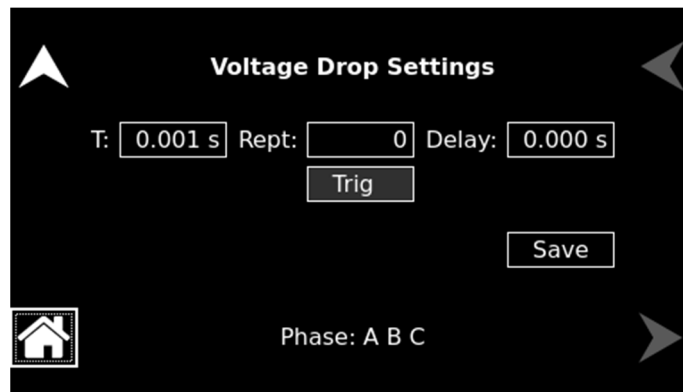 Voltage Drop Settings
T: 0.001 s Rept: 0 Delay: 0.000 s
Trig
Save
Phase: A B C